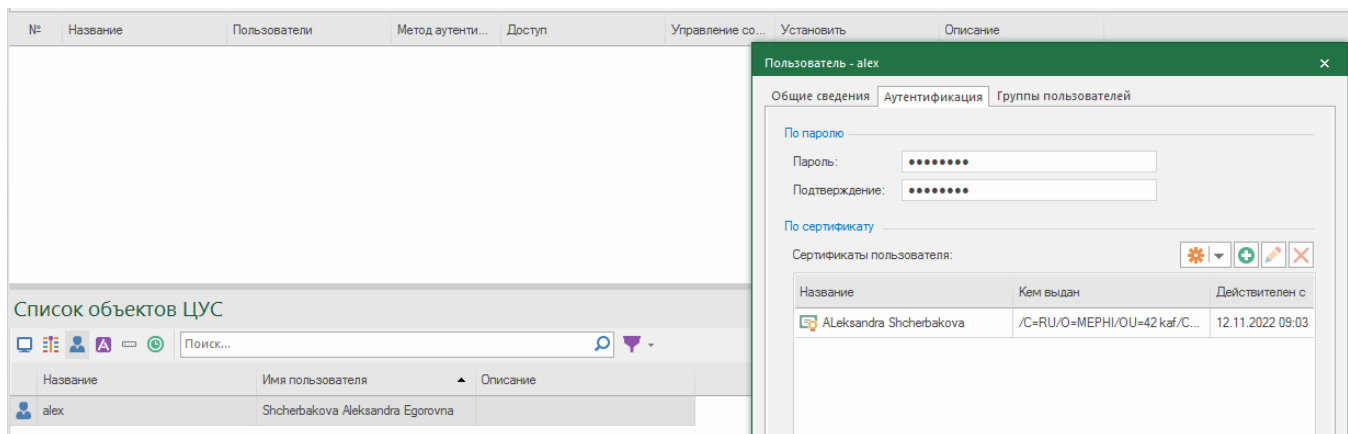 № Название Пользователи Метод аутенти... Доступ Управление со... Установить Описание
Пользователь - alex
Общие сведения Аутентификация Группы пользователей
По паролю
Пароль: ●●●●●●●●
Подтверждение: ●●●●●●●●
По сертификату
Сертификаты пользователя:
Название Кем выдан Действителен с
ALeksandra Shcherbakova /C=RU/O=MEPHI/OU=42 kaf/C... 12.11.2022 09:03
Список объектов ЦУС
Поиск...
Название Имя пользователя Описание
alex Shcherbakova Aleksandra Egorovna